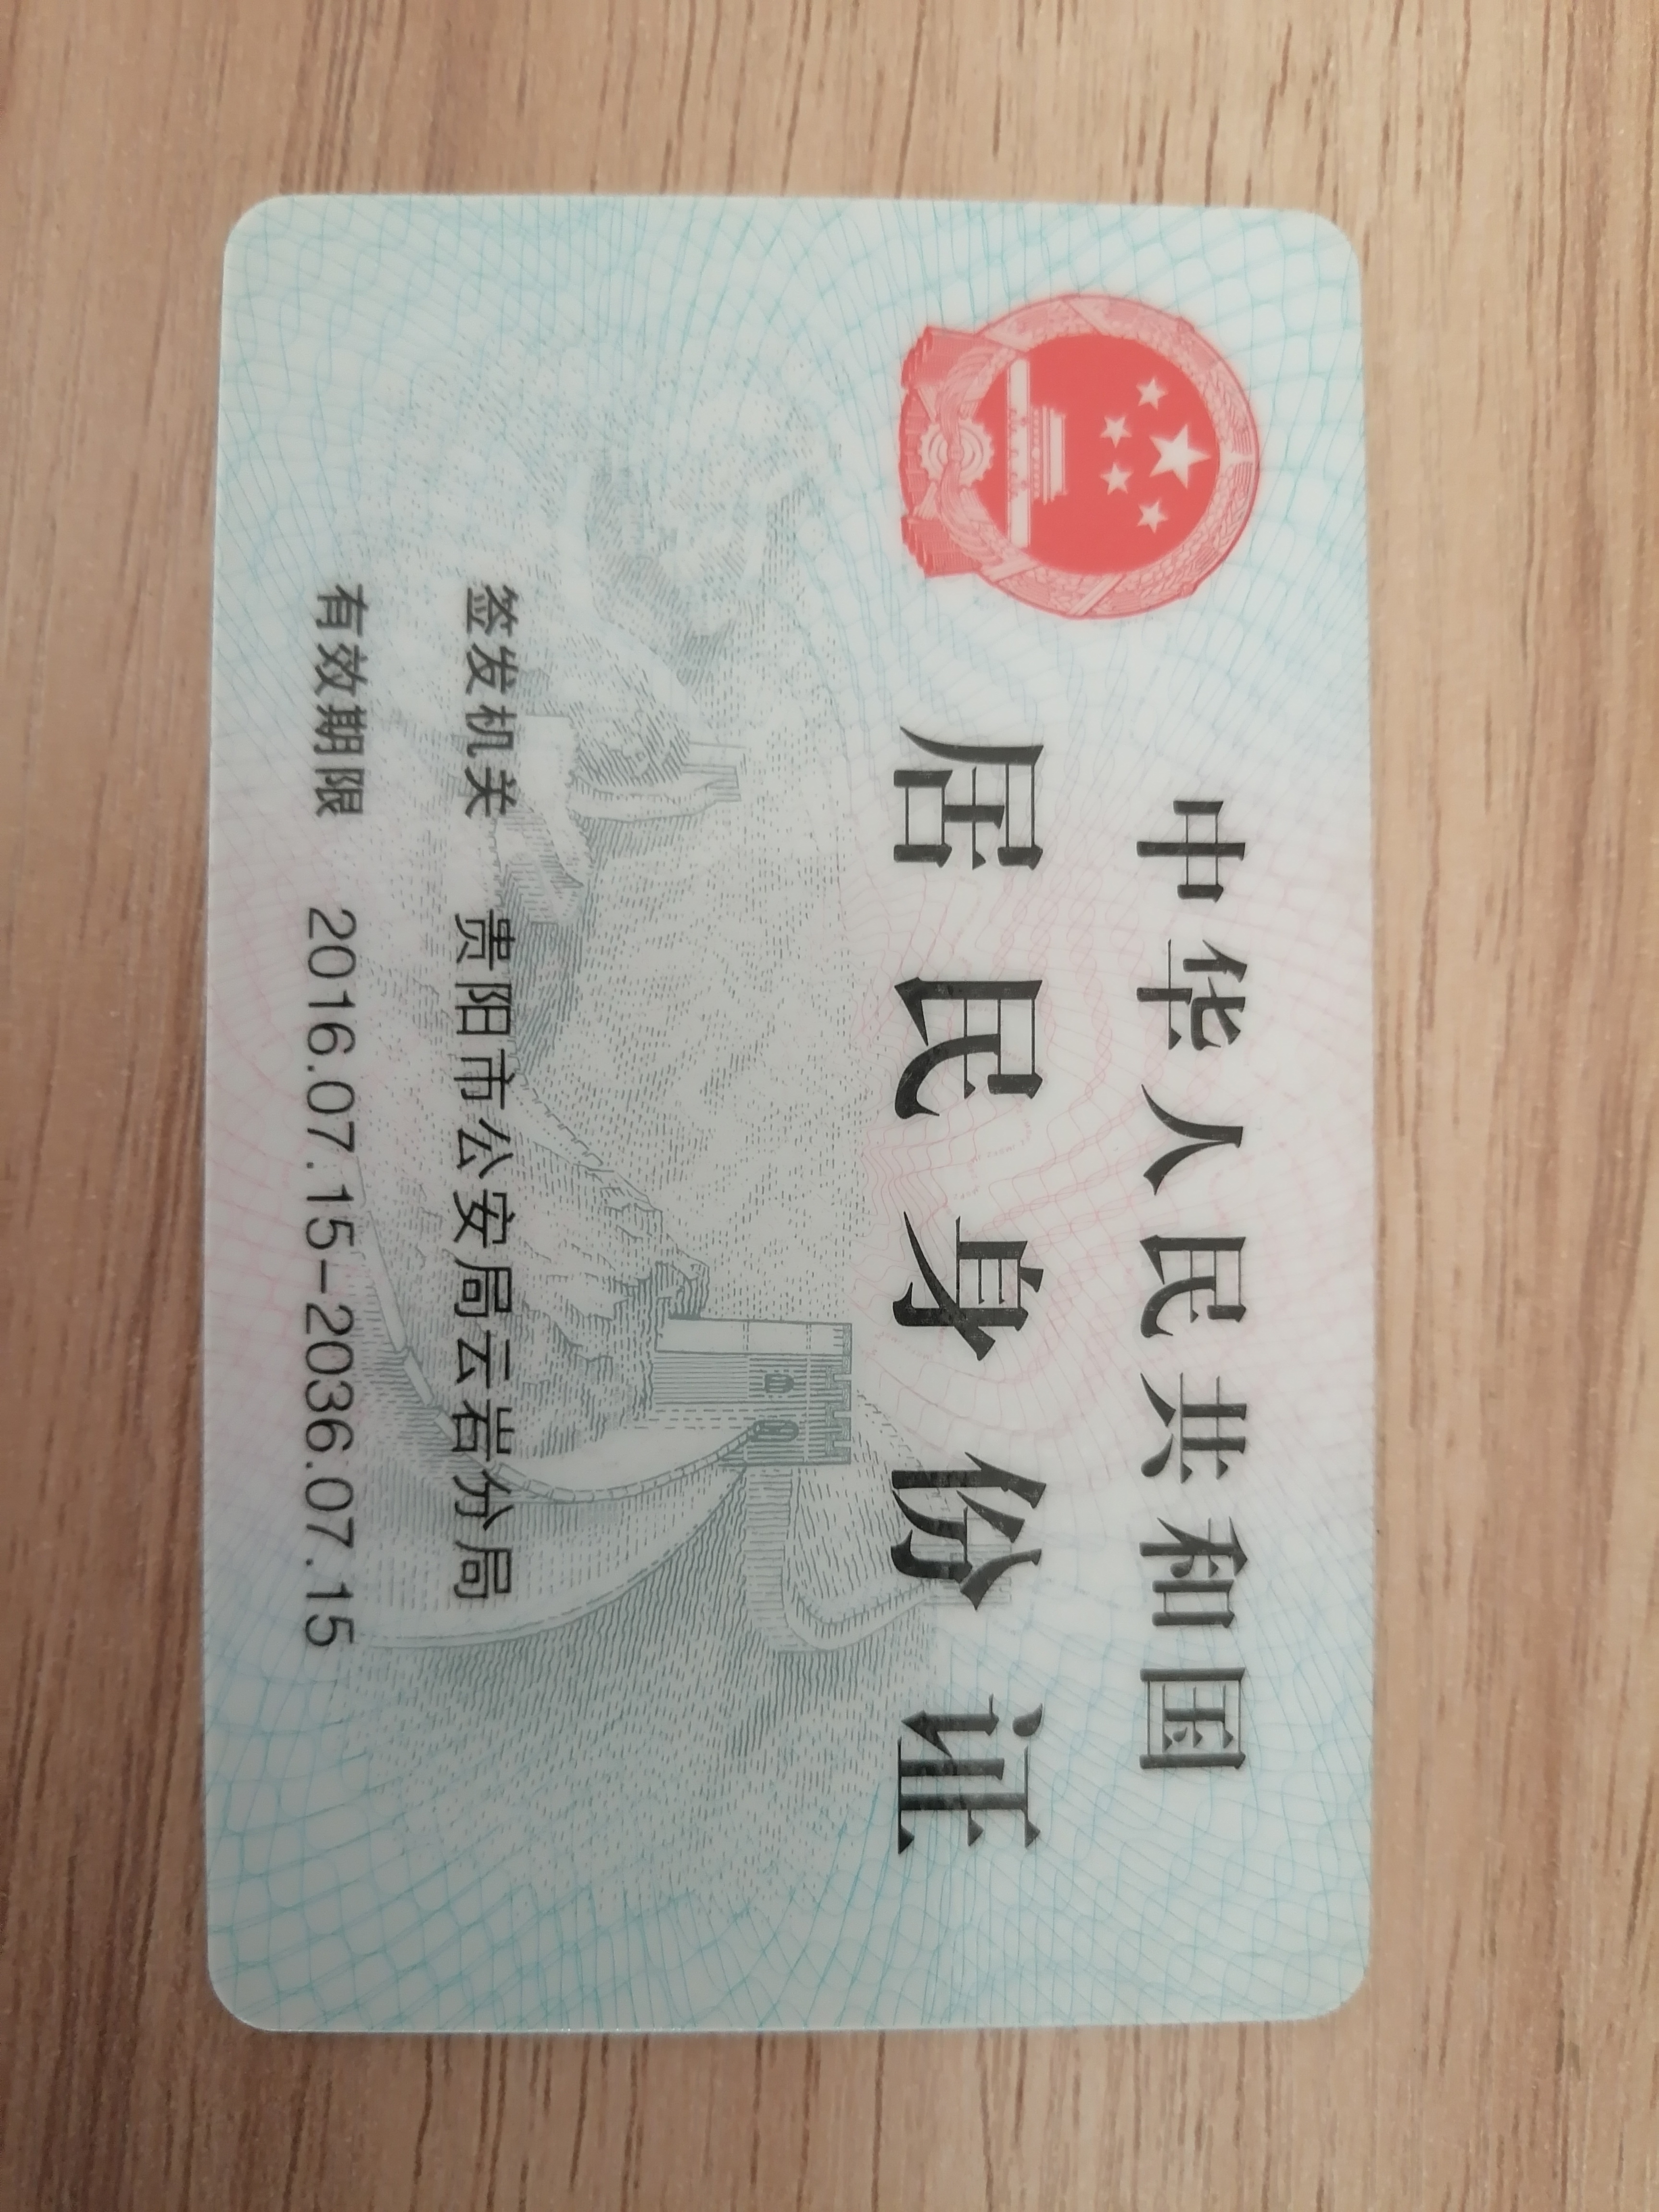 中华人民共和国
居民身份证
签发机关 贵阳市公安局云岩分局
有效期限 2016.07.15-2036.07.15